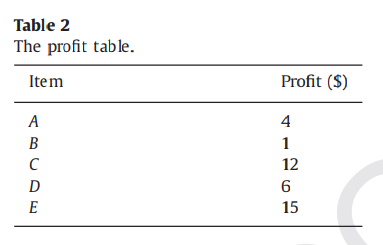 Table 2
The profit table.
Item Profit ($)
A 4
B 1
C 12
D 6
E 15